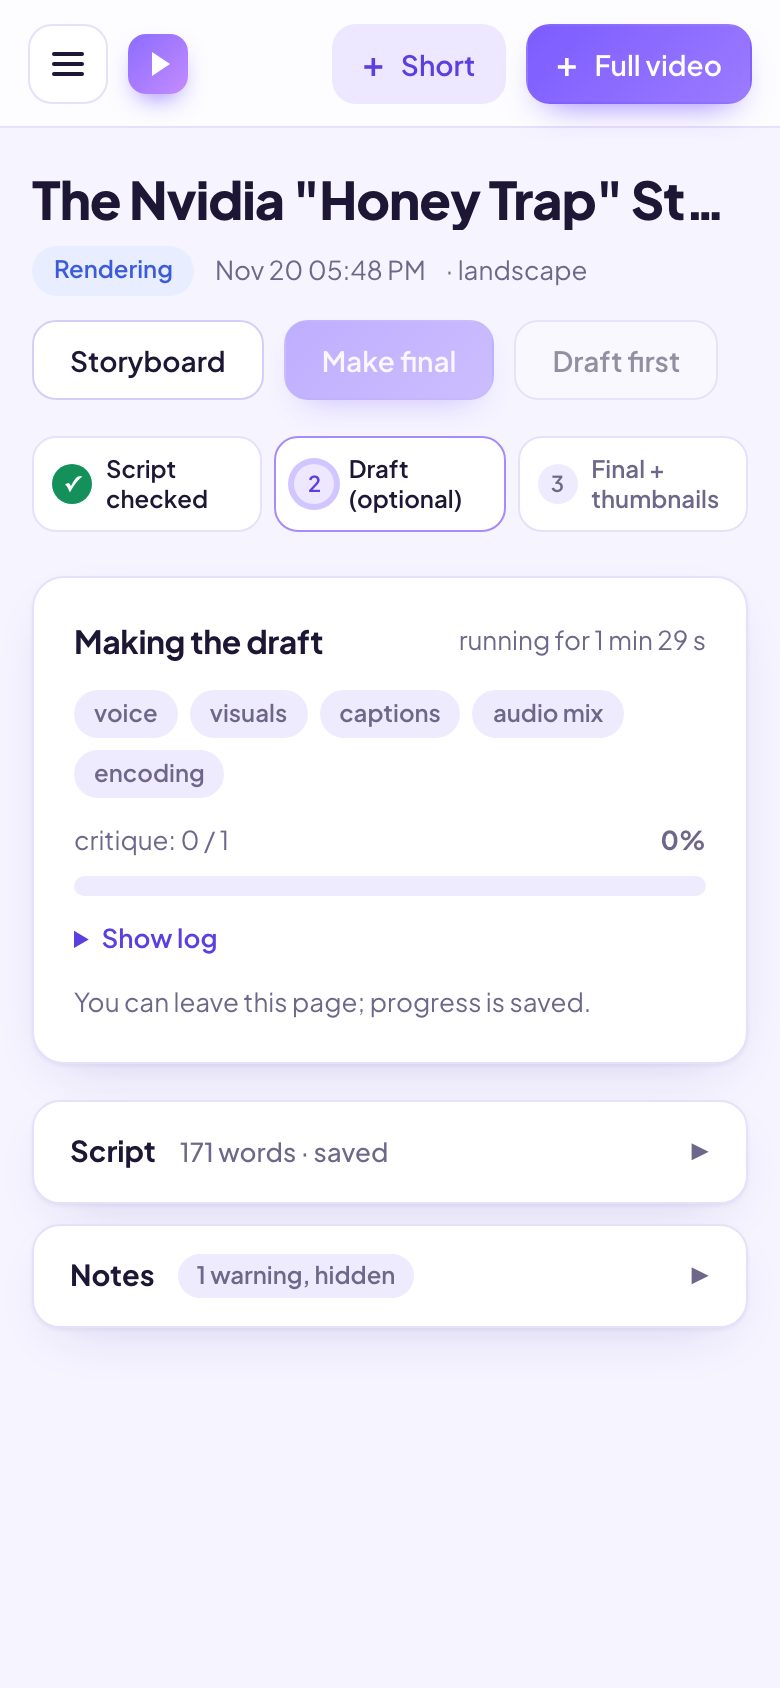 + Short
+ Full video
The Nvidia "Honey Trap" St...
Rendering Nov 20 05:48 PM · landscape
Storyboard Make final Draft first
✓ Script checked
2 Draft (optional)
3 Final + thumbnails
Making the draft running for 1 min 29 s
voice visuals captions audio mix
encoding
critique: 0 / 1 0%
Show log
You can leave this page; progress is saved.
Script 171 words · saved
Notes 1 warning, hidden